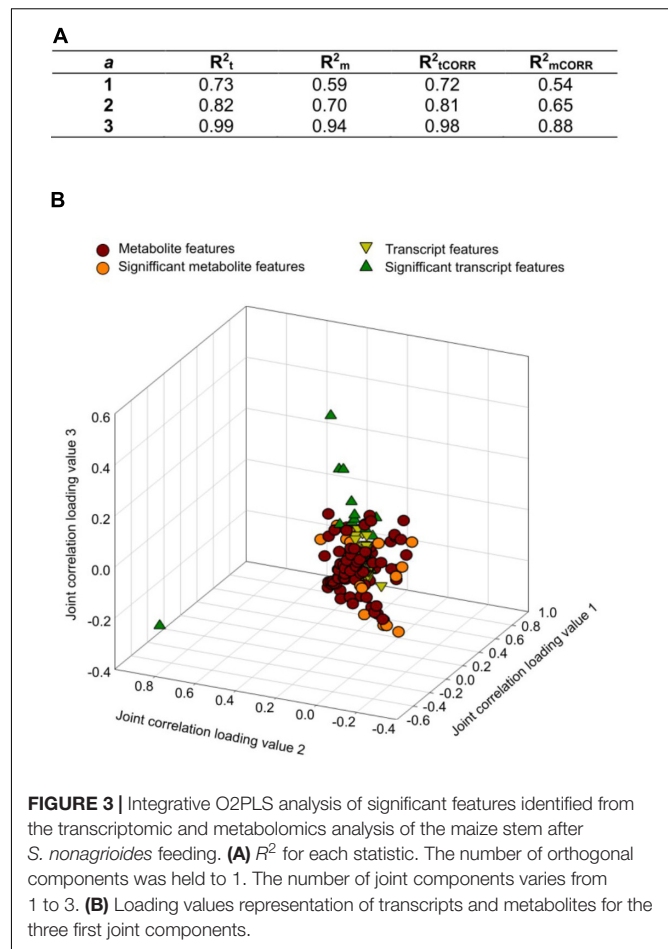 A
a R²t R²m R²tCORR R²mCORR
1 0.73 0.59 0.72 0.54
2 0.82 0.70 0.81 0.65
3 0.99 0.94 0.98 0.88
B
Metabolite features
Signifficant metabolite features
Transcript features
Signifficant transcript features
Joint correlation loading value 3
0.6
0.4
0.2
0.0
-0.2
-0.4
0.8 0.6 0.4 0.2 0.0 -0.2 -0.4
Joint correlation loading value 2
-0.6 -0.4 -0.2 0.0 0.2 0.4 0.6 0.8 1.0
Joint correlation loading value 1
FIGURE 3 | Integrative O2PLS analysis of significant features identified from
the transcriptomic and metabolomics analysis of the maize stem after
S. nonagrioides feeding. (A) R² for each statistic. The number of orthogonal
components was held to 1. The number of joint components varies from
1 to 3. (B) Loading values representation of transcripts and metabolites for the
three first joint components.